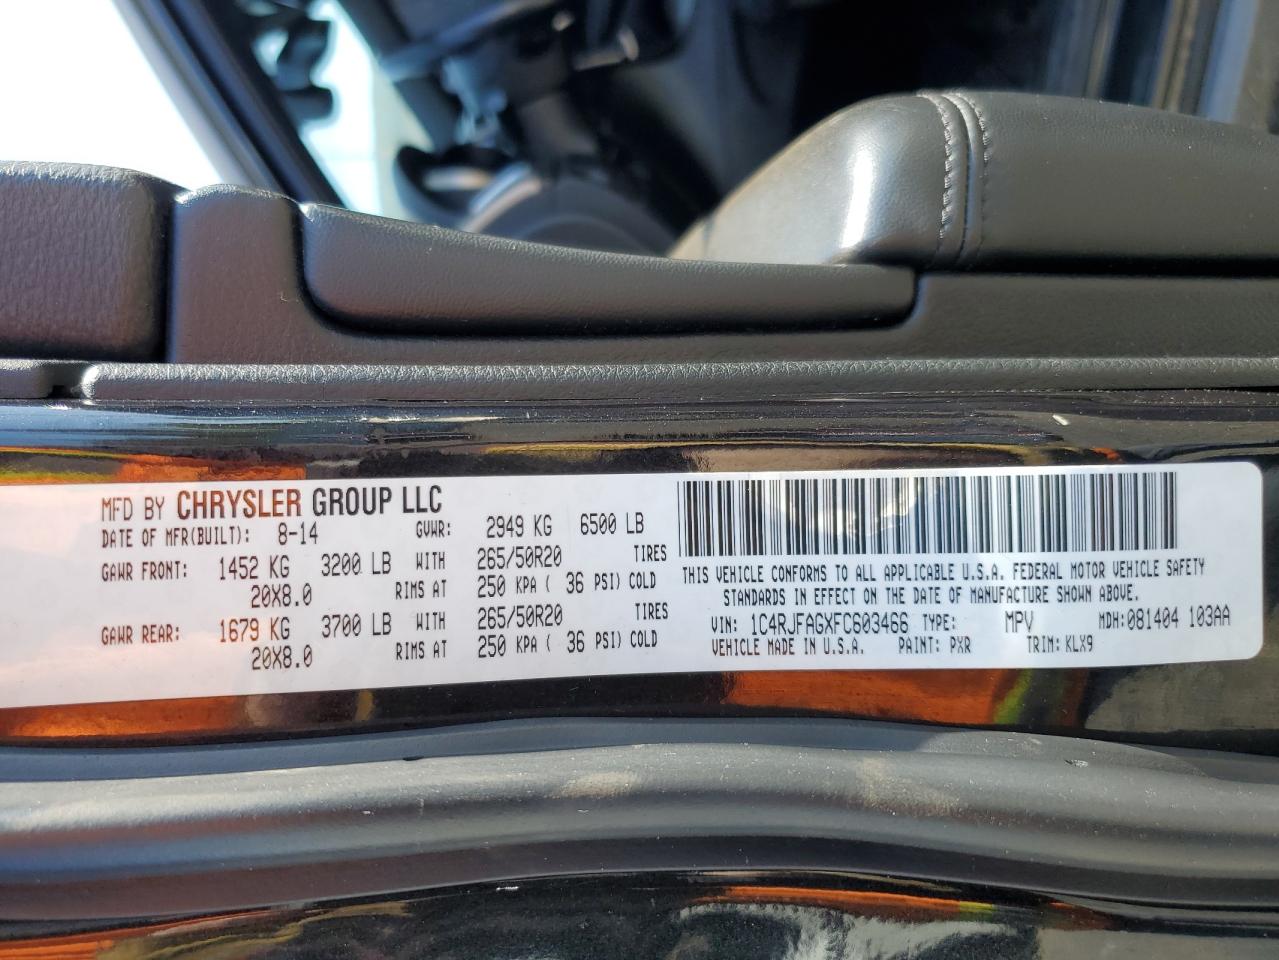 MFD BY CHRYSLER GROUP LLC
DATE OF MFR(BUILT): 8-14 GVWR: 2949 KG 6500 LB
GAWR FRONT: 1452 KG 3200 LB WITH 265/50R20 TIRES
20X8.0 RIMS AT 250 KPA ( 36 PSI) COLD
GAWR REAR: 1679 KG 3700 LB WITH 265/50R20 TIRES
20X8.0 RIMS AT 250 KPA ( 36 PSI) COLD
THIS VEHICLE CONFORMS TO ALL APPLICABLE U.S.A. FEDERAL MOTOR VEHICLE SAFETY
STANDARDS IN EFFECT ON THE DATE OF MANUFACTURE SHOWN ABOVE.
VIN: 1C4RJFAGXFC603466 TYPE: MPV MDH:081404 103AA
VEHICLE MADE IN U.S.A. PAINT: PXR TRIM: KLX9